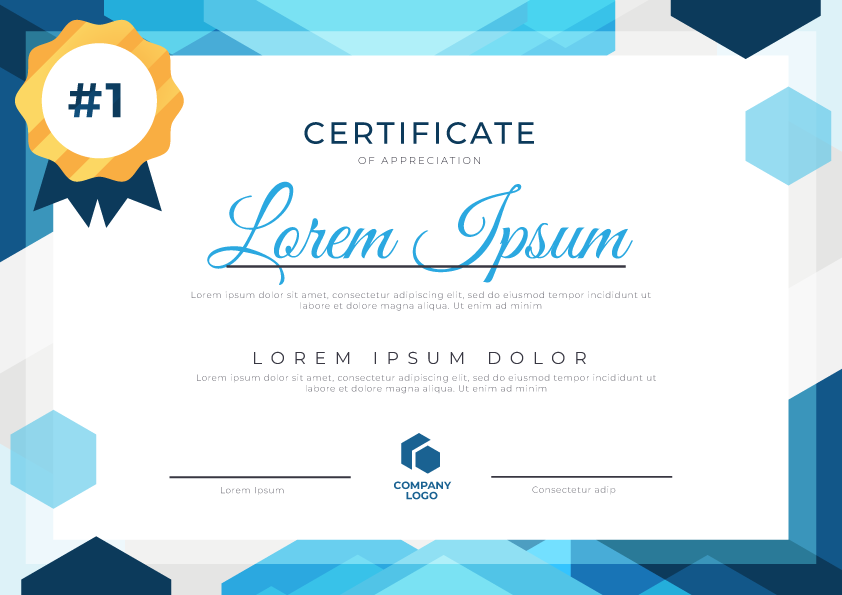 #1
CERTIFICATE
OF APPRECIATION
Lorem Ipsum
Lorem ipsum dolor sit amet, consectetur adipiscing elit, sed do eiusmod tempor incididunt ut
labore et dolore magna aliqua. Ut enim ad minim
LOREM IPSUM DOLOR
Lorem ipsum dolor sit amet, consectetur adipiscing elit, sed do eiusmod tempor incididunt ut
labore et dolore magna aliqua. Ut enim ad minim
Lorem Ipsum
COMPANY
LOGO
Consectetur adip